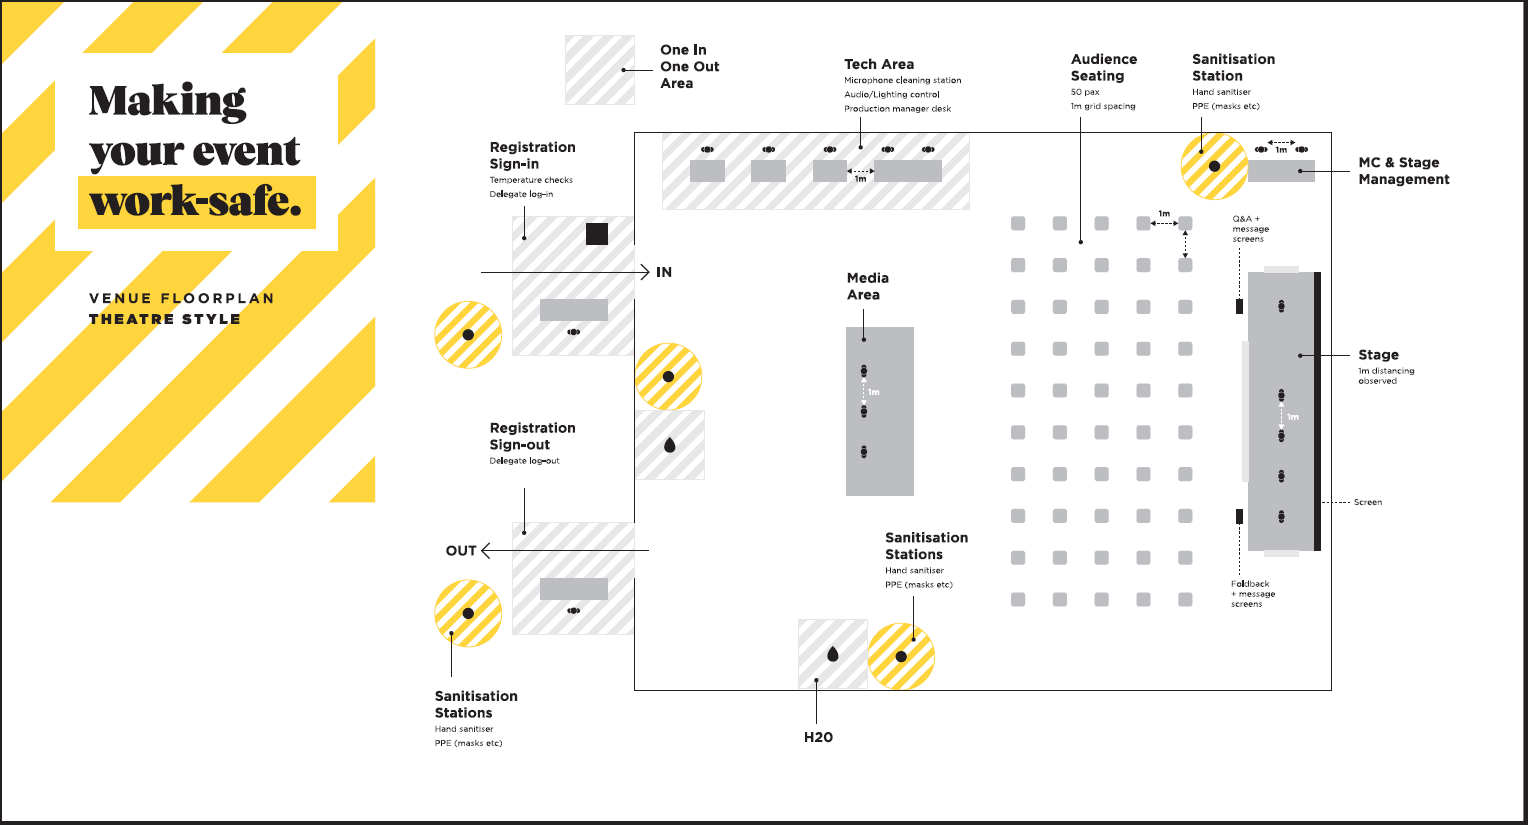 Making
your event
work-safe.
VENUE FLOORPLAN
THEATRE STYLE
One In
One Out
Area
Tech Area
Microphone cleaning station
Audio/Lighting control
Production manager desk
Audience
Seating
50 pax
1m grid spacing
Sanitisation
Station
Hand sanitiser
PPE (masks etc)
Registration
Sign-in
Temperature checks
Delegate log-in
1m
1m
MC & Stage
Management
1m
Q&A +
message
screens
IN
Media
Area
1m
Stage
1m distancing
observed
1m
Registration
Sign-out
Delegate log-out
Screen
OUT
Sanitisation
Stations
Hand sanitiser
PPE (masks etc)
Foldback
+ message
screens
Sanitisation
Stations
Hand sanitiser
PPE (masks etc)
H20